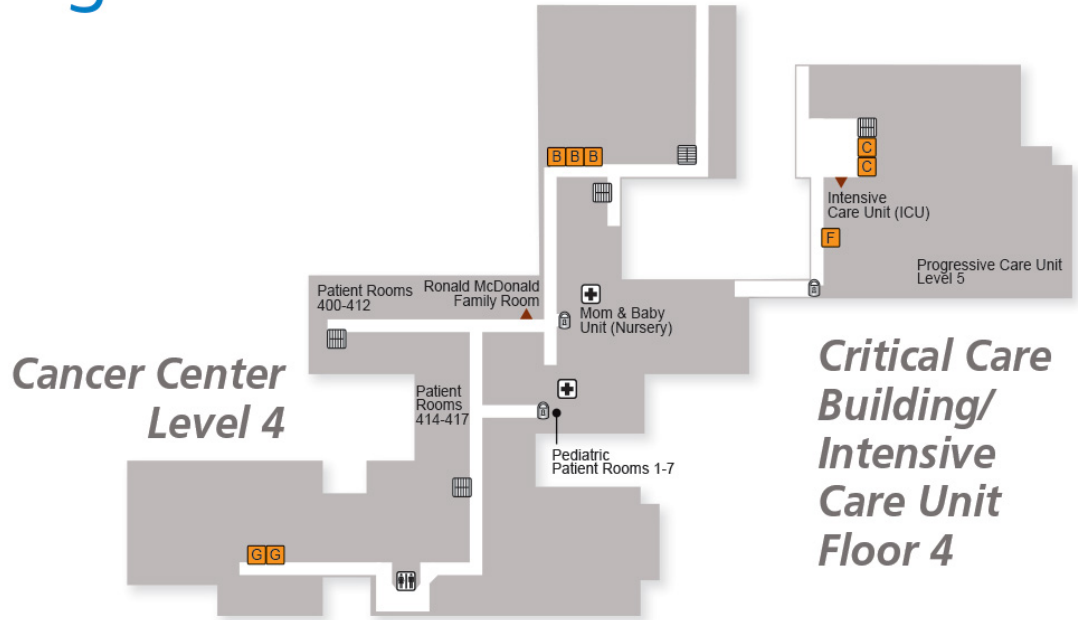 g
B B B
C
C
Intensive
Care Unit (ICU)
F
Progressive Care Unit
Level 5
Patient Rooms
400-412
Ronald McDonald
Family Room
Mom & Baby
Unit (Nursery)
Cancer Center
Level 4
Critical Care
Building/
Intensive
Care Unit
Floor 4
Patient
Rooms
414-417
Pediatric
Patient Rooms 1-7
G G